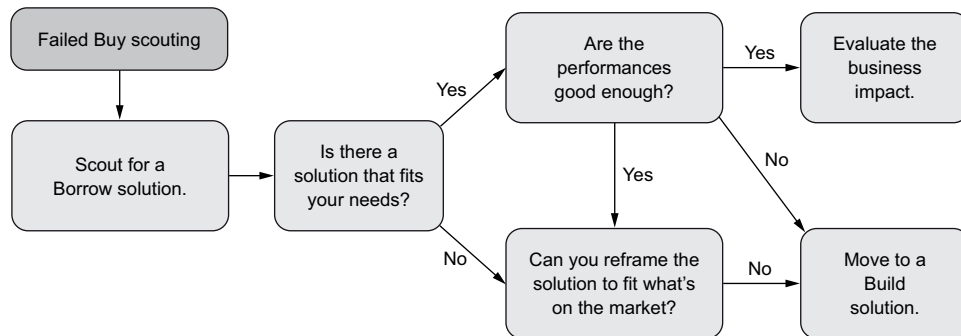 Failed Buy scouting
Scout for a
Borrow solution.
Is there a
solution that fits
your needs?
Yes
No
Are the
performances
good enough?
Yes
Evaluate the
business
impact.
Yes
No
Can you reframe the
solution to fit what's
on the market?
No
Move to a
Build
solution.